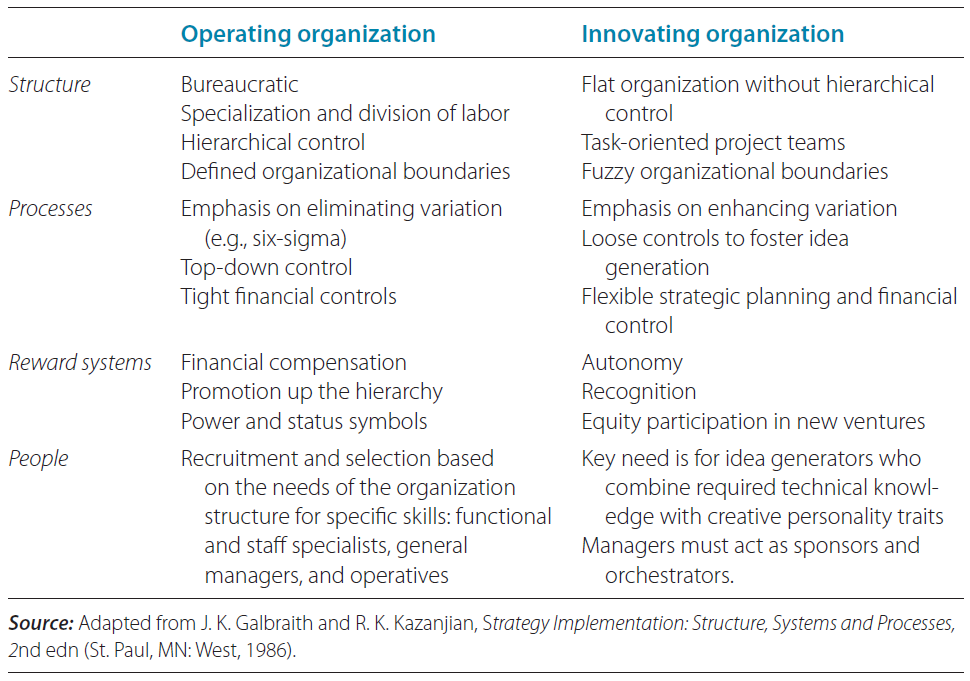 Operating organization Innovating organization
Structure Bureaucratic Flat organization without hierarchical
Specialization and division of labor control
Hierarchical control Task-oriented project teams
Defined organizational boundaries Fuzzy organizational boundaries
Processes Emphasis on eliminating variation Emphasis on enhancing variation
(e.g., six-sigma) Loose controls to foster idea
Top-down control generation
Tight financial controls Flexible strategic planning and financial
control
Reward systems Financial compensation Autonomy
Promotion up the hierarchy Recognition
Power and status symbols Equity participation in new ventures
People Recruitment and selection based Key need is for idea generators who
on the needs of the organization combine required technical knowl-
structure for specific skills: functional edge with creative personality traits
and staff specialists, general Managers must act as sponsors and
managers, and operatives orchestrators.
Source: Adapted from J. K. Galbraith and R. K. Kazanjian, Strategy Implementation: Structure, Systems and Processes,
2nd edn (St. Paul, MN: West, 1986).